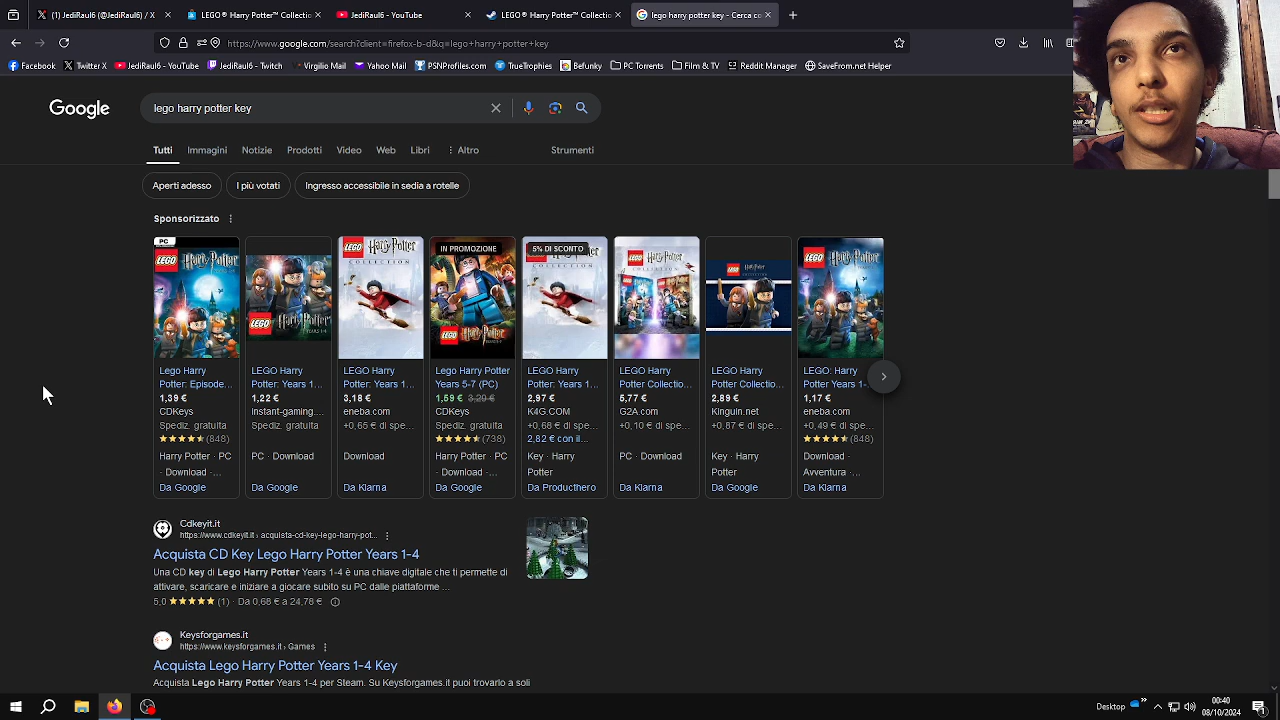 (1) JediRaul6 (@JediRaul6) / X
LEGO® Harry Potter™ Collectio
JediRaul6 - YouTube
LEGO® Harry Potter™ Collectio
lego harry potter key - Cerca co
https://www.google.com/search?client=firefox-b-d&q=lego+harry+potter+key
Facebook
Twitter X
JediRaul6 - YouTube
JediRaul6 - Twitch
Virgilio Mail
Yahoo Mail
PSNProfiles.com
TrueTrophies
Befunky
PC Torrents
Film & TV
Reddit Manager
SaveFrom.net Helper
Google
lego harry potter key
Tutti
Immagini
Notizie
Prodotti
Video
Web
Libri
Altro
Strumenti
Aperti adesso
I più votati
Ingresso accessibile in sedia a rotelle
Sponsorizzato
PC
IN PROMOZIONE
5% DI SCONTO
Lego Harry
Potter: Episode...
1,39 €
CDKeys
Spediz. gratuita
(848)
Harry Potter · PC
- Download ·...
Da Google
LEGO Harry
Potter: Years 1...
1,22 €
Instant-gaming...
Spediz. gratuita
PC · Download
Da Google
LEGO Harry
Potter: Years 1...
3,18 €
eneba.com
+0,65 € di spe...
Download
Da Klarna
Lego Harry Potter
Years 5-7 (PC)
1,59 € 3,29 €
CDKeys
Spediz. gratuita
(738)
Harry Potter · PC
- Download ·...
Da Google
LEGO Harry
Potter: Years 1...
2,97 €
K4G.COM
+0,68 € di spe...
2,82 € con il...
Key · Harry
Potter
Da Producthero
LEGO Harry
Potter Collectio...
5,77 €
G2A.com
+0,10 € di spe...
PC · Download
Da Klarna
LEGO Harry
Potter Collectio...
2,89 €
Kinguin.net
+0,87 € di spe...
Key · Harry
Potter
Da Google
LEGO: Harry
Potter Years 1-
1,17 €
eneba.com
+0,49 € di spe...
(848)
Download ·
Avventura ·...
Da Klarna
Cdkeyit.it
https://www.cdkeyit.it › acquista-cd-key-lego-harry-pot...
Acquista CD Key Lego Harry Potter Years 1-4
Una CD key di Lego Harry Potter Years 1-4 è una chiave digitale che ti permette di
attivare, scaricare e iniziare a giocare subito su PC dalle piattaforme ...
5,0 (1) · Da 0,68 € a 24,78 €
Keysforgames.it
https://www.keysforgames.it › Games
Acquista Lego Harry Potter Years 1-4 Key
Acquista Lego Harry Potter Years 1-4 per Steam. Su Keysforgames.it puoi trovarlo a soli
Desktop
00:40
08/10/2024